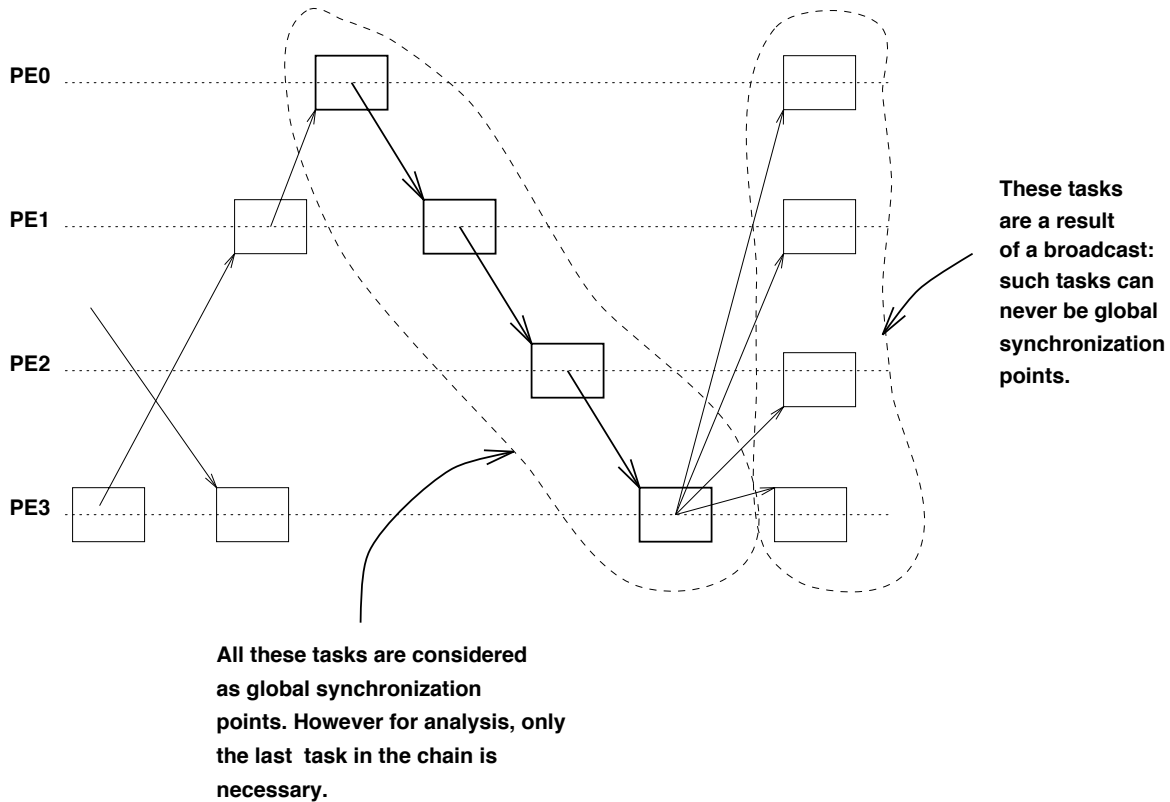 PE0
PE1
PE2
PE3
These tasks
are a result
of a broadcast:
such tasks can
never be global
synchronization
points.
All these tasks are considered
as global synchronization
points. However for analysis, only
the last task in the chain is
necessary.